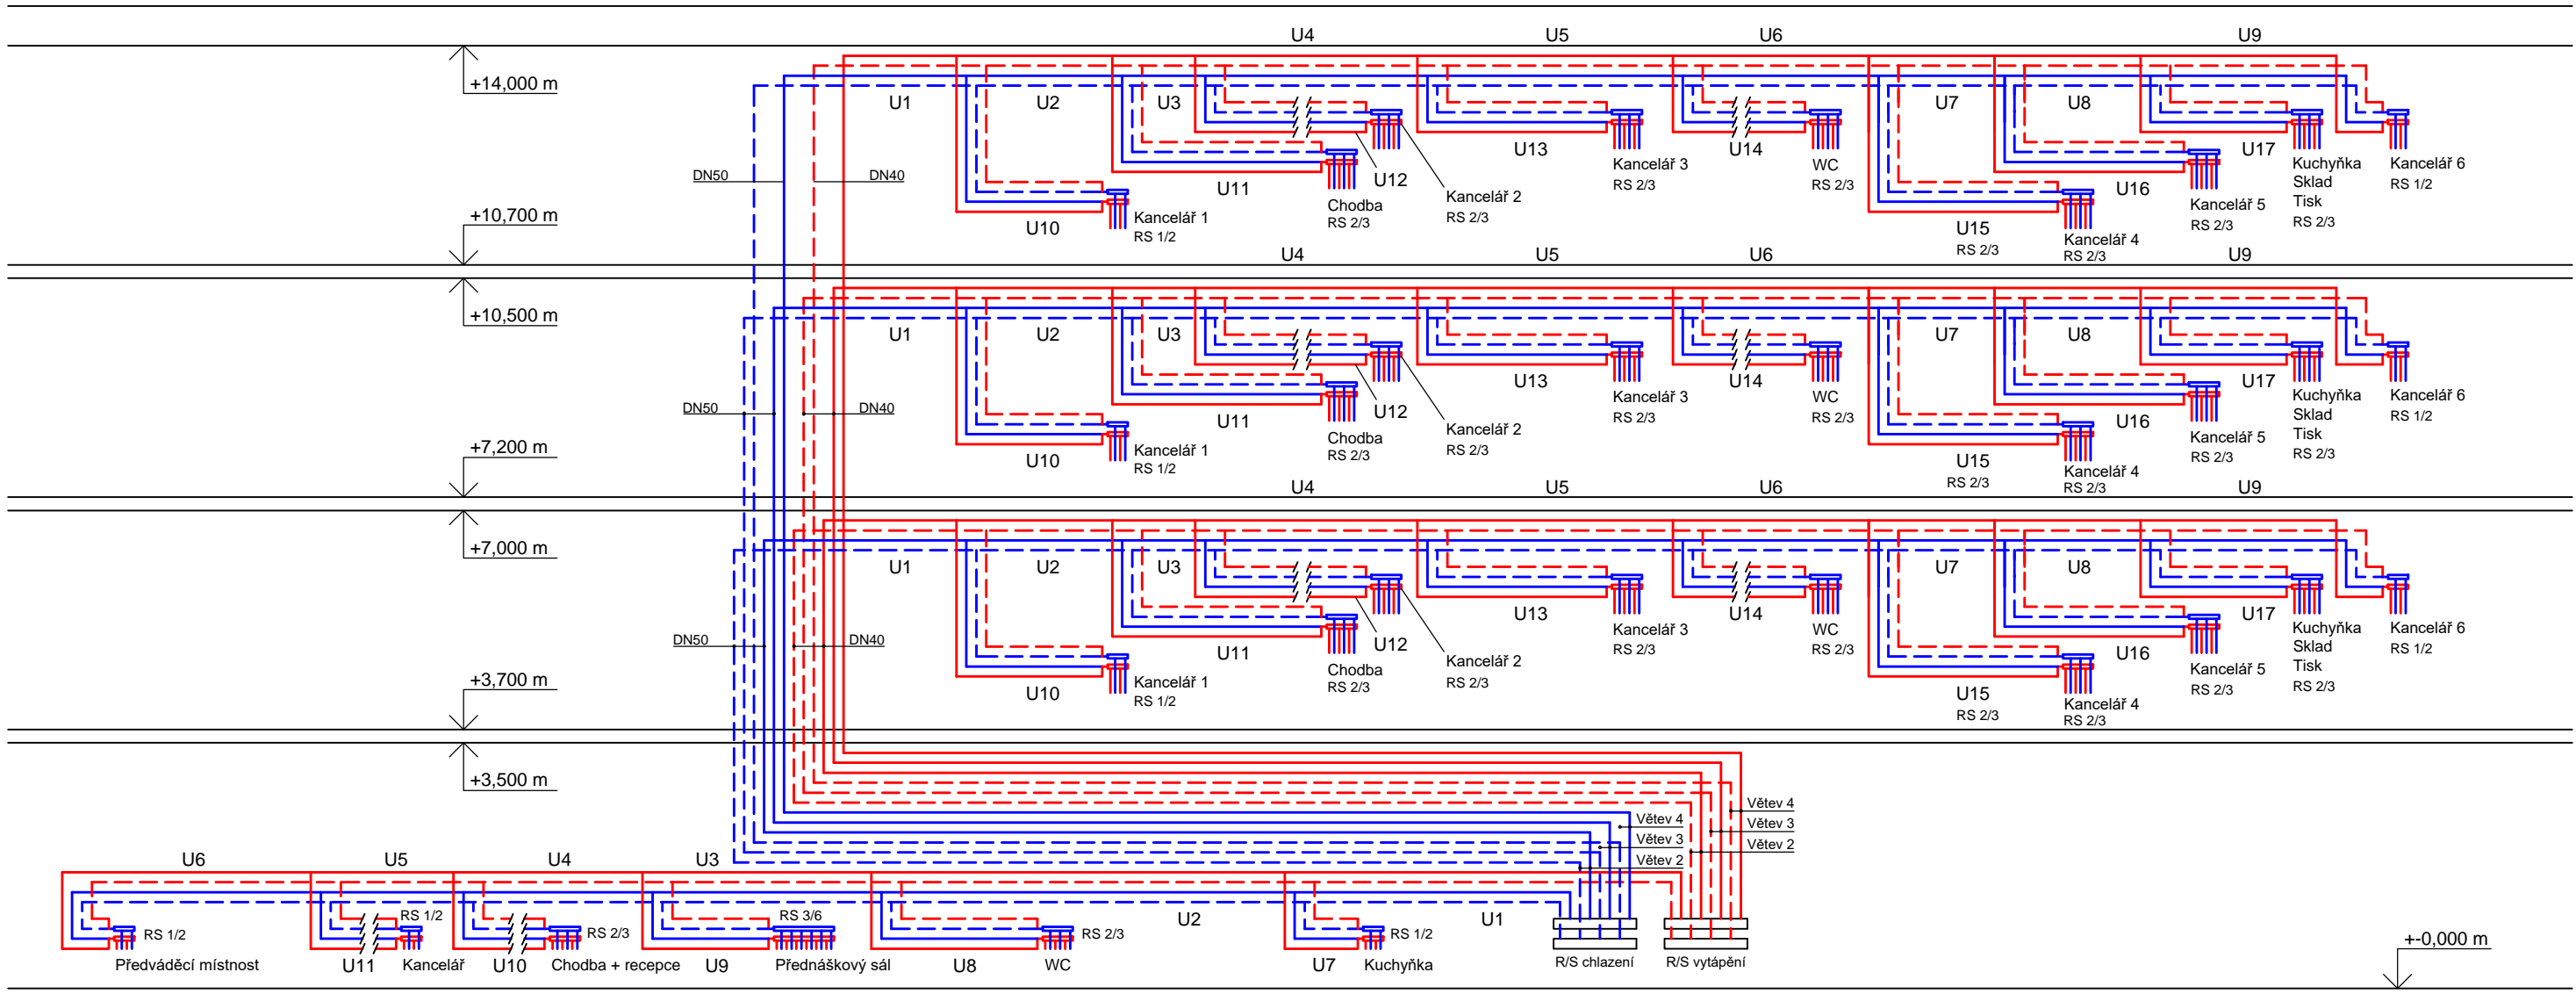 U4 U5 U6 U9
+14,000 m
U1 U2 U3 U7 U8
U13 U14 U17
Kancelář 3
RS 2/3
WC
RS 2/3
Kuchyňka
Sklad
Tisk
RS 2/3
Kancelář 6
RS 1/2
DN50 DN40
U12
Kancelář 2
RS 2/3
U11
Chodba
RS 2/3
U16
Kancelář 5
RS 2/3
+10,700 m
U10
Kancelář 1
RS 1/2
U15
RS 2/3
Kancelář 4
RS 2/3
U4 U5 U6 U9
+10,500 m
U1 U2 U3 U7 U8
U13 U14 U17
Kancelář 3
RS 2/3
WC
RS 2/3
Kuchyňka
Sklad
Tisk
RS 2/3
Kancelář 6
RS 1/2
DN50 DN40
U12
Kancelář 2
RS 2/3
U11
Chodba
RS 2/3
U16
Kancelář 5
RS 2/3
+7,200 m
U10
Kancelář 1
RS 1/2
U15
RS 2/3
Kancelář 4
RS 2/3
U4 U5 U6 U9
+7,000 m
U1 U2 U3 U7 U8
U13 U14 U17
Kancelář 3
RS 2/3
WC
RS 2/3
Kuchyňka
Sklad
Tisk
RS 2/3
Kancelář 6
RS 1/2
DN50 DN40
U12
Kancelář 2
RS 2/3
U11
Chodba
RS 2/3
U16
Kancelář 5
RS 2/3
+3,700 m
U10
Kancelář 1
RS 1/2
U15
RS 2/3
Kancelář 4
RS 2/3
+3,500 m
Větev 4
Větev 3
Větev 2
Větev 4
Větev 3
Větev 2
U6 U5 U4 U3
U2 U1
RS 1/2
RS 1/2
RS 2/3
RS 3/6
RS 2/3
RS 1/2
Předváděcí místnost
U11
Kancelář
U10
Chodba + recepce
U9
Přednáškový sál
U8
WC
U7
Kuchyňka
R/S chlazení
R/S vytápění
+-0,000 m